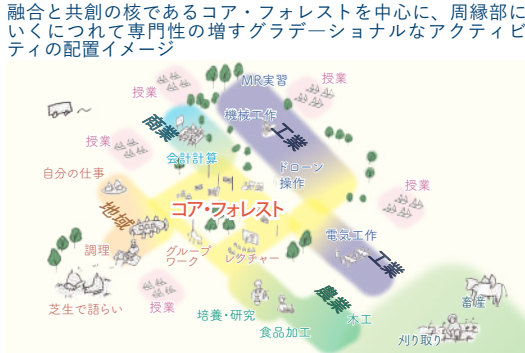 融合と共創の核であるコア・フォレストを中心に、周縁部に
いくにつれて専門性の増すグラデーショナルなアクティビ
ティの配置イメージ
MR実習
授業
授業
機械工作
商業
工業
授業
会計計算
ドローン
操作
自分の仕事
授業
地域
コア・フォレスト
電気工作
調理
グループ
ワーク
レクチャー
工業
芝生で語らい
授業
農業
畜産
培養・研究
木工
食品加工
刈り取り